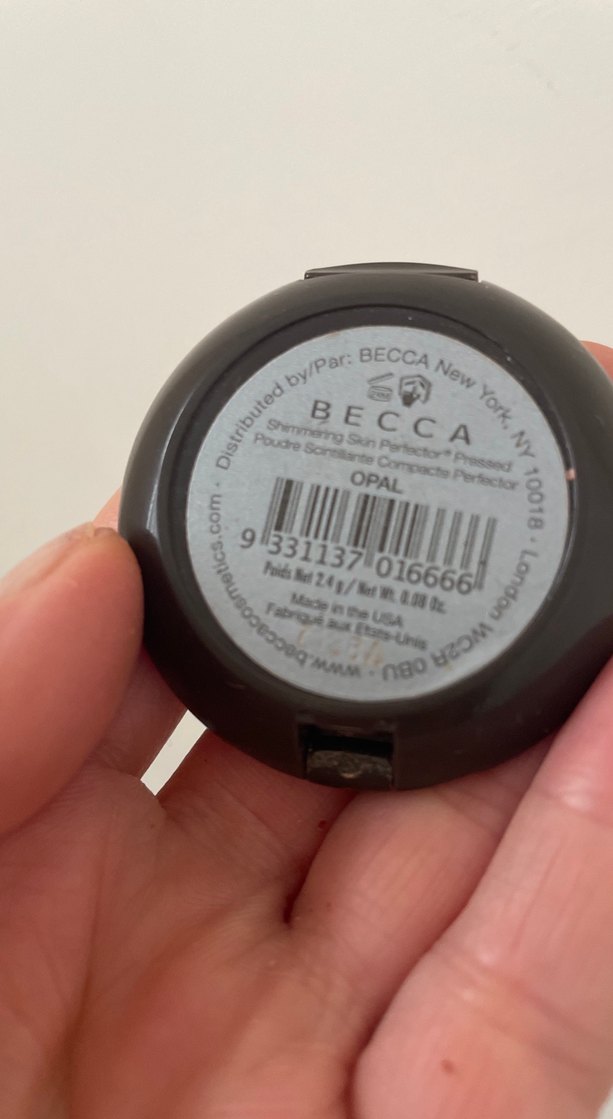 Distributed by/Par: BECCA New York, NY 10018 · London WC2A 0BU · www.beccacosmetics.com ·
BECCA
Shimmering Skin Perfector® Pressed
Poudre Scintillante Compacte Perfector
OPAL
9 331137 016666
Poids Net 2.4 g / Net Wt. 0.08 Oz.
Made in the USA
Fabriqué aux Etats-Unis